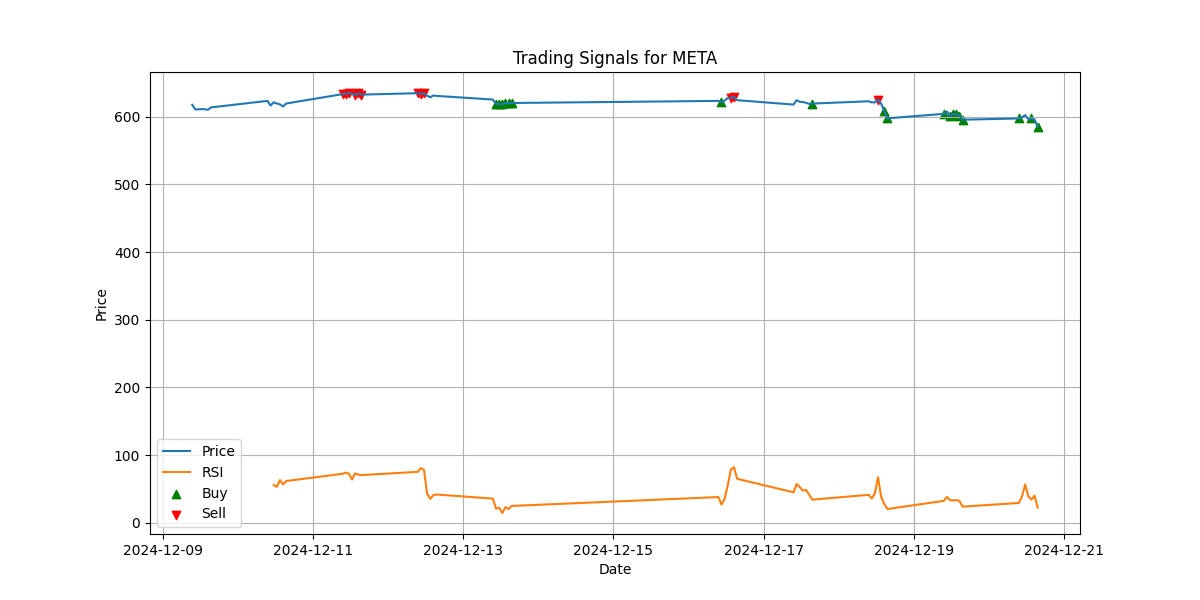 Trading Signals for META
Price
600
500
400
300
200
100
0
Price
RSI
Buy
Sell
2024-12-09 2024-12-11 2024-12-13 2024-12-15 2024-12-17 2024-12-19 2024-12-21
Date